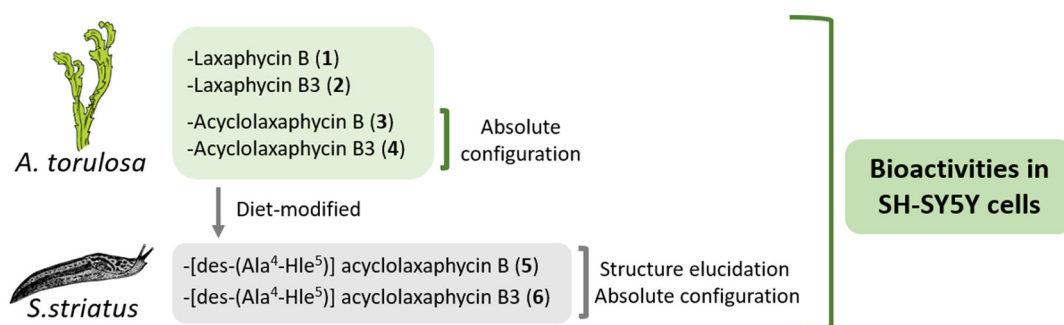 -Laxaphycin B (1)
-Laxaphycin B3 (2)
-Acyclolaxaphycin B (3)
-Acyclolaxaphycin B3 (4)
A. torulosa
Absolute
configuration
Diet-modified
-[des-(Ala⁴-Hle⁵)] acyclolaxaphycin B (5)
-[des-(Ala⁴-Hle⁵)] acyclolaxaphycin B3 (6)
S.striatus
Structure elucidation
Absolute configuration
Bioactivities in
SH-SY5Y cells